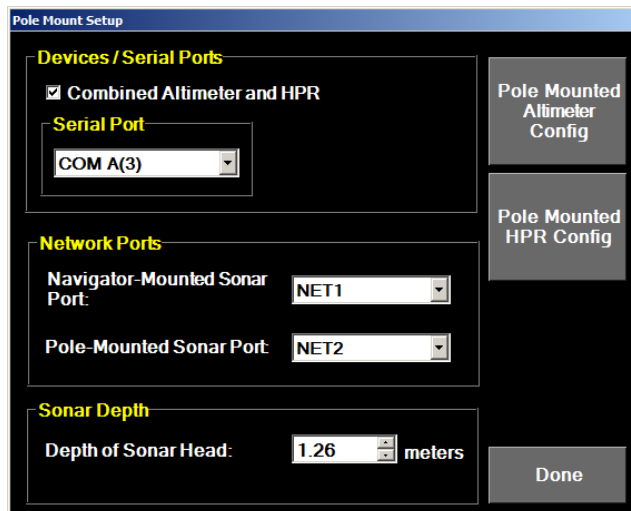 Pole Mount Setup
Devices / Serial Ports
Combined Altimeter and HPR
Serial Port
COM A(3)
Pole Mounted
Altimeter
Config
Pole Mounted
HPR Config
Network Ports
Navigator-Mounted Sonar
Port:
NET1
Pole-Mounted Sonar Port:
NET2
Sonar Depth
Depth of Sonar Head:
1.26
meters
Done